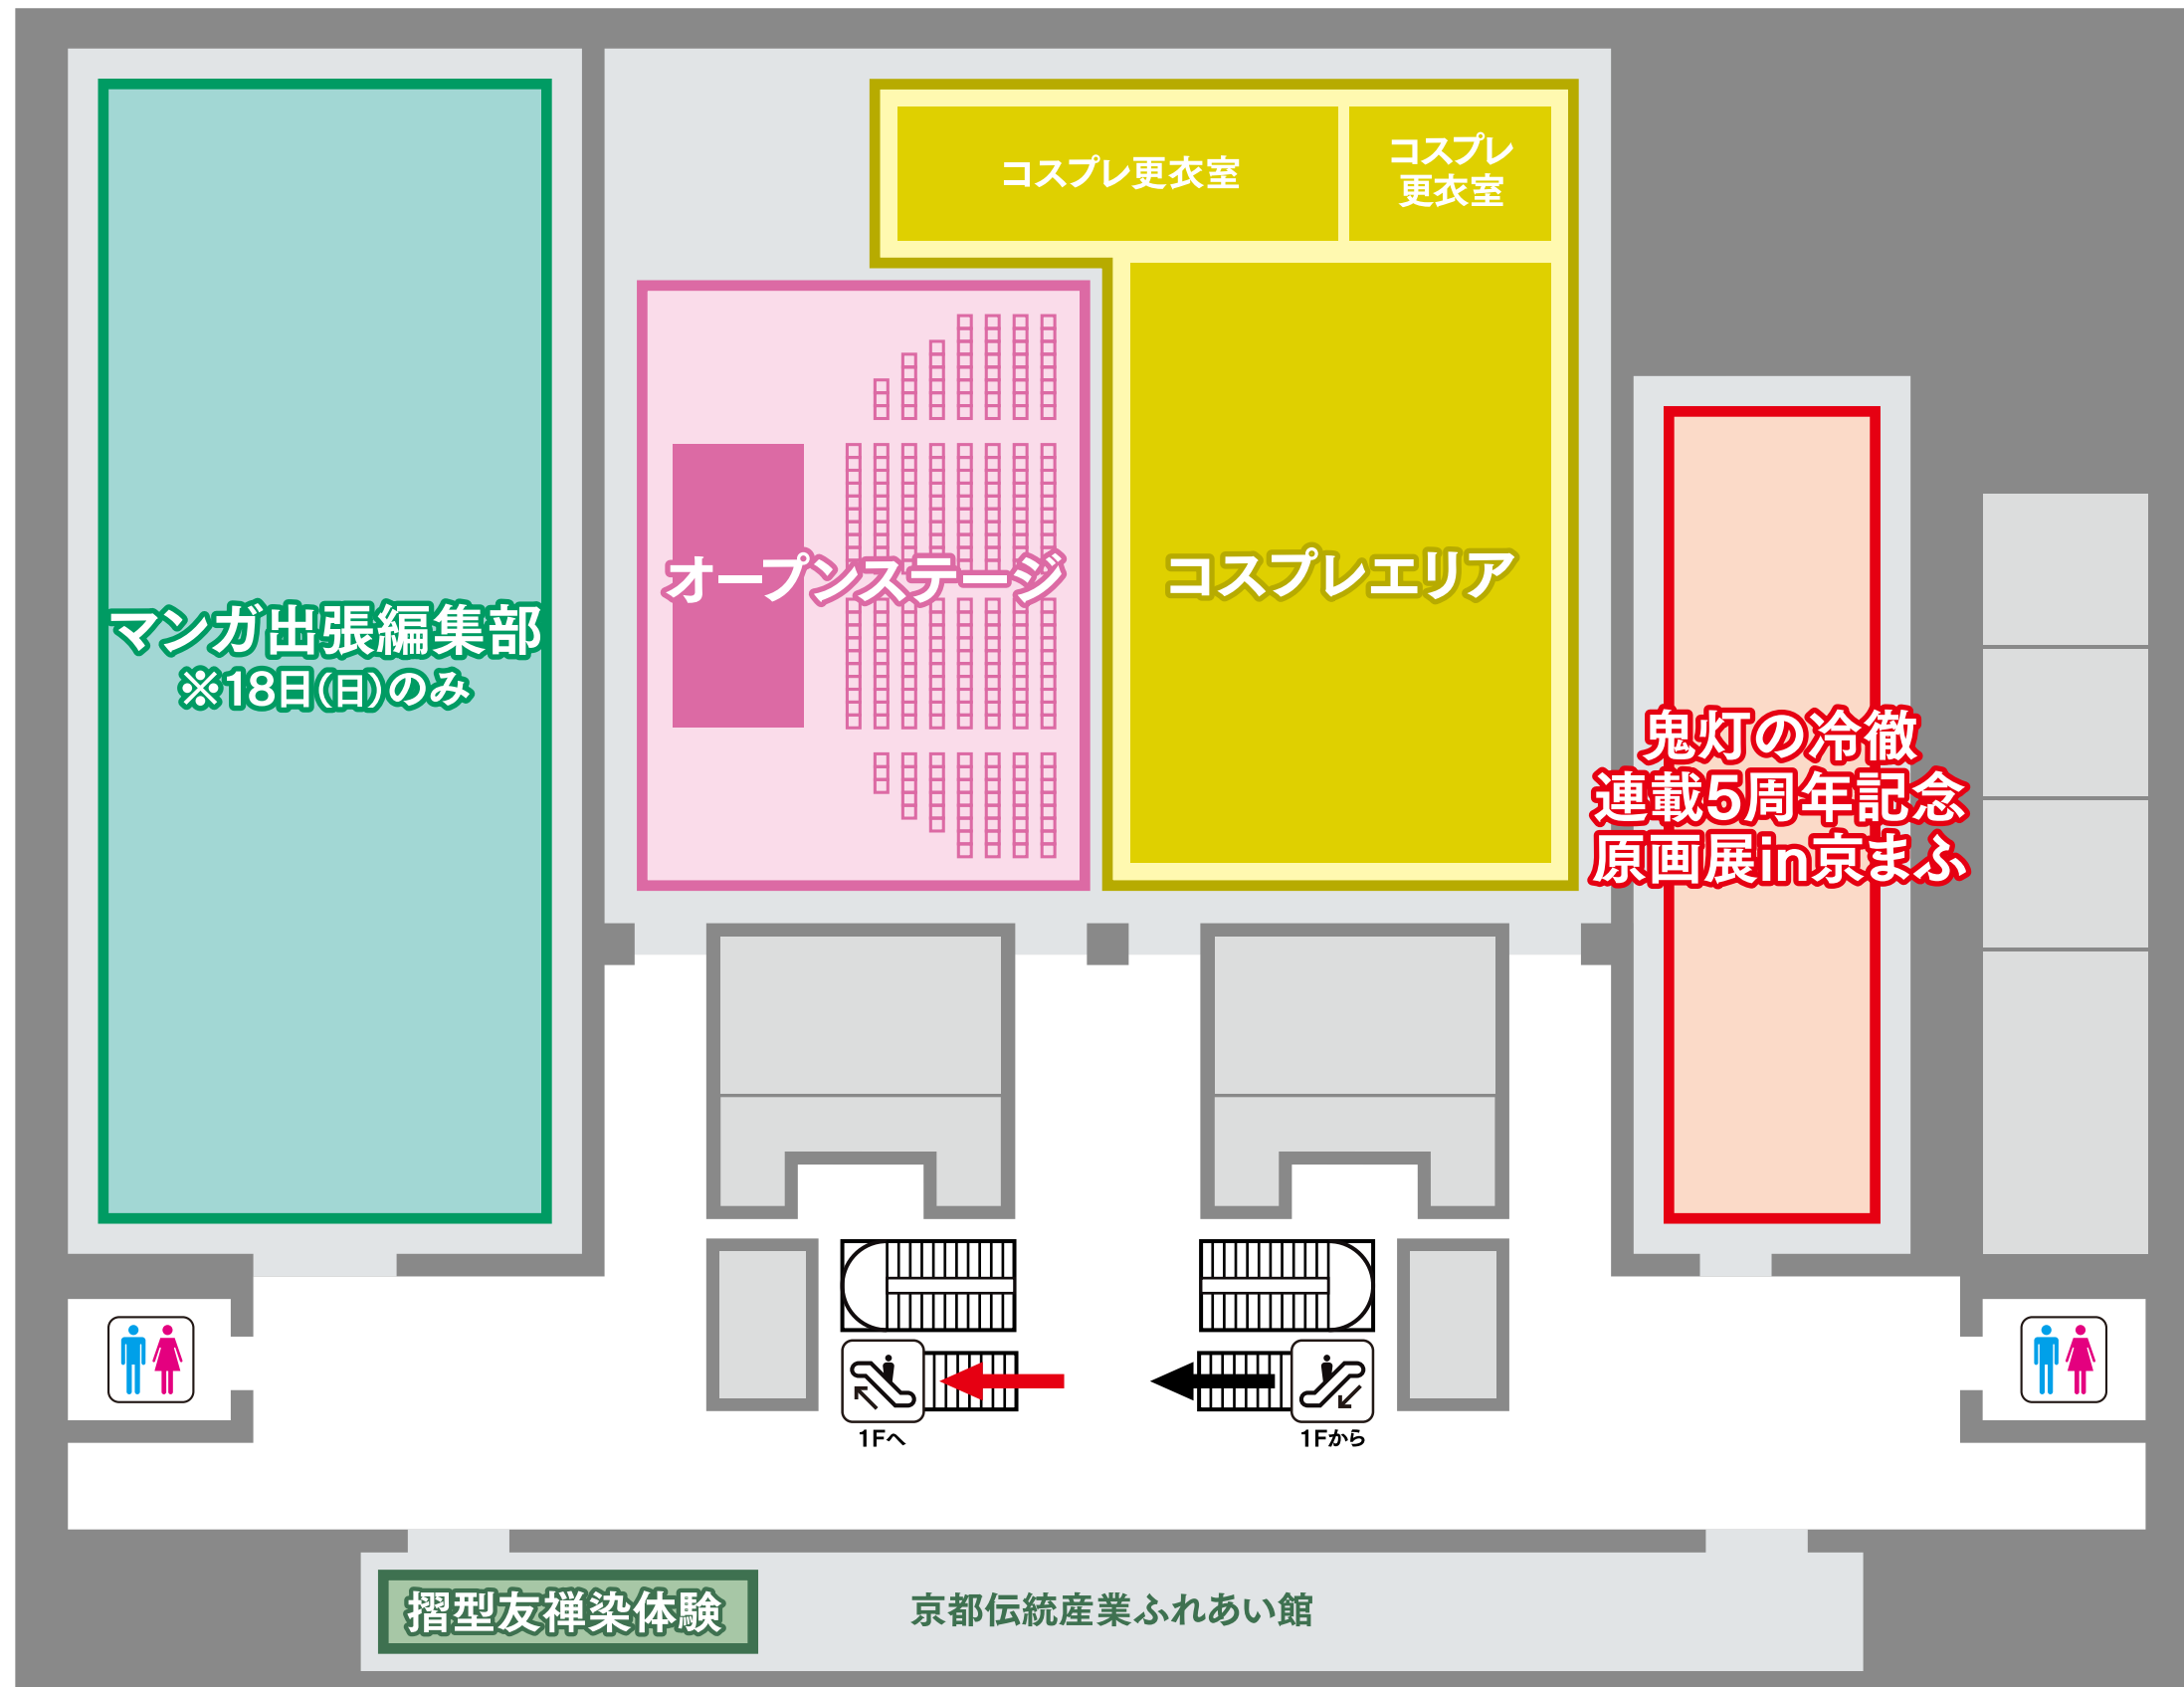 コスプレ更衣室
コスプレ
更衣室
オープンステージ
コスプレエリア
マンガ出張編集部
※18日(日)のみ
鬼灯の冷徹
連載5周年記念
原画展in京まふ
1Fへ
1Fから
摺型友禅染体験
京都伝統産業ふれあい館